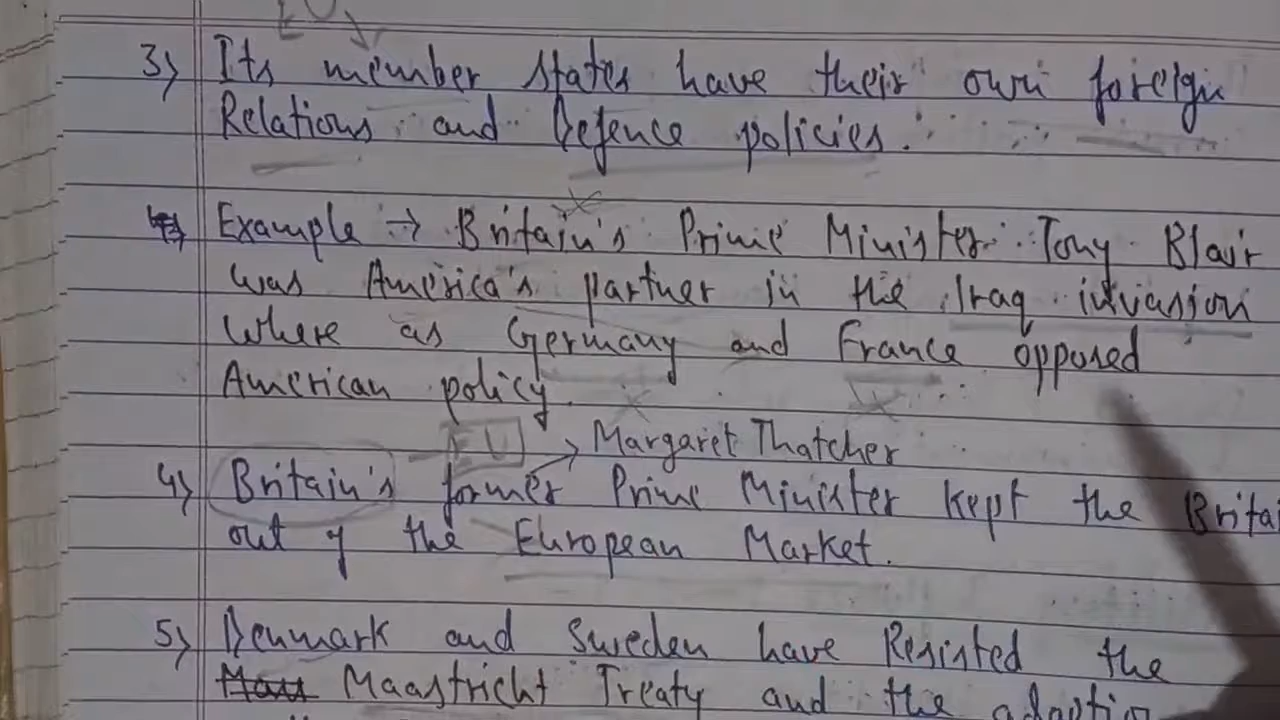 EU
3) Its member states have their own foreign
Relations and Defence policies.
Example → Britain's Prime Minister Tony Blair
was America's partner in the Iraq invasion
where as Germany and France opposed
American policy.
EU → Margaret Thatcher
4) Britain's former Prime Minister kept the Britai
out of the European Market.
5) Denmark and Sweden have Resisted the
Maastricht Treaty and the adoption